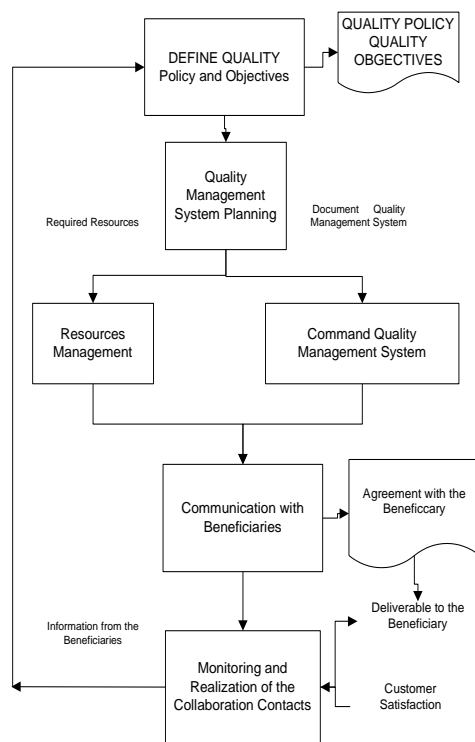 DEFINE QUALITY
Policy and Objectives
QUALITY POLICY
QUALITY
OBGECTIVES
Quality
Management
System Planning
Required Resources
Document Quality
Management System
Resources
Management
Command Quality
Management System
Communication with
Beneficiaries
Agreement with the
Beneficcary
Information from the
Beneficiaries
Deliverable to the
Beneficiary
Monitoring and
Realization of the
Collaboration Contacts
Customer
Satisfaction